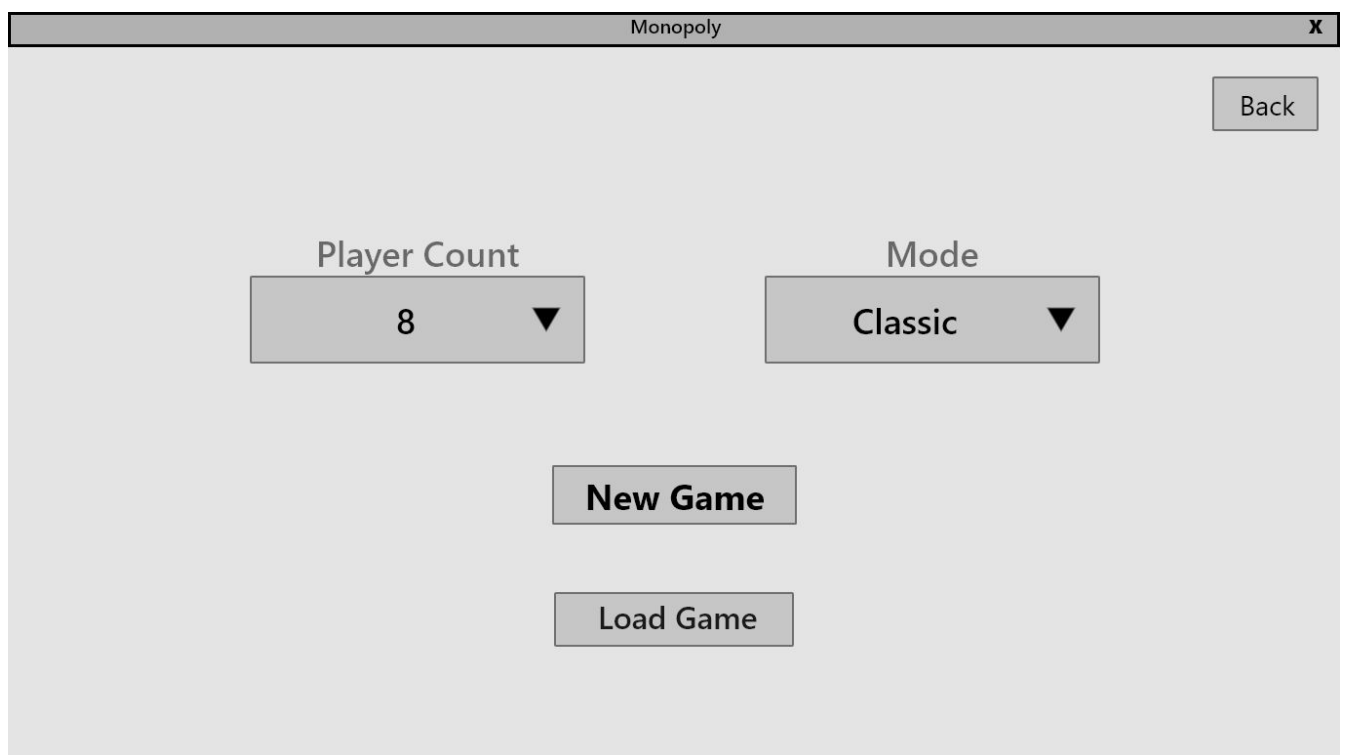 Monopoly X
Back
Player Count
8 ▼
Mode
Classic ▼
New Game
Load Game